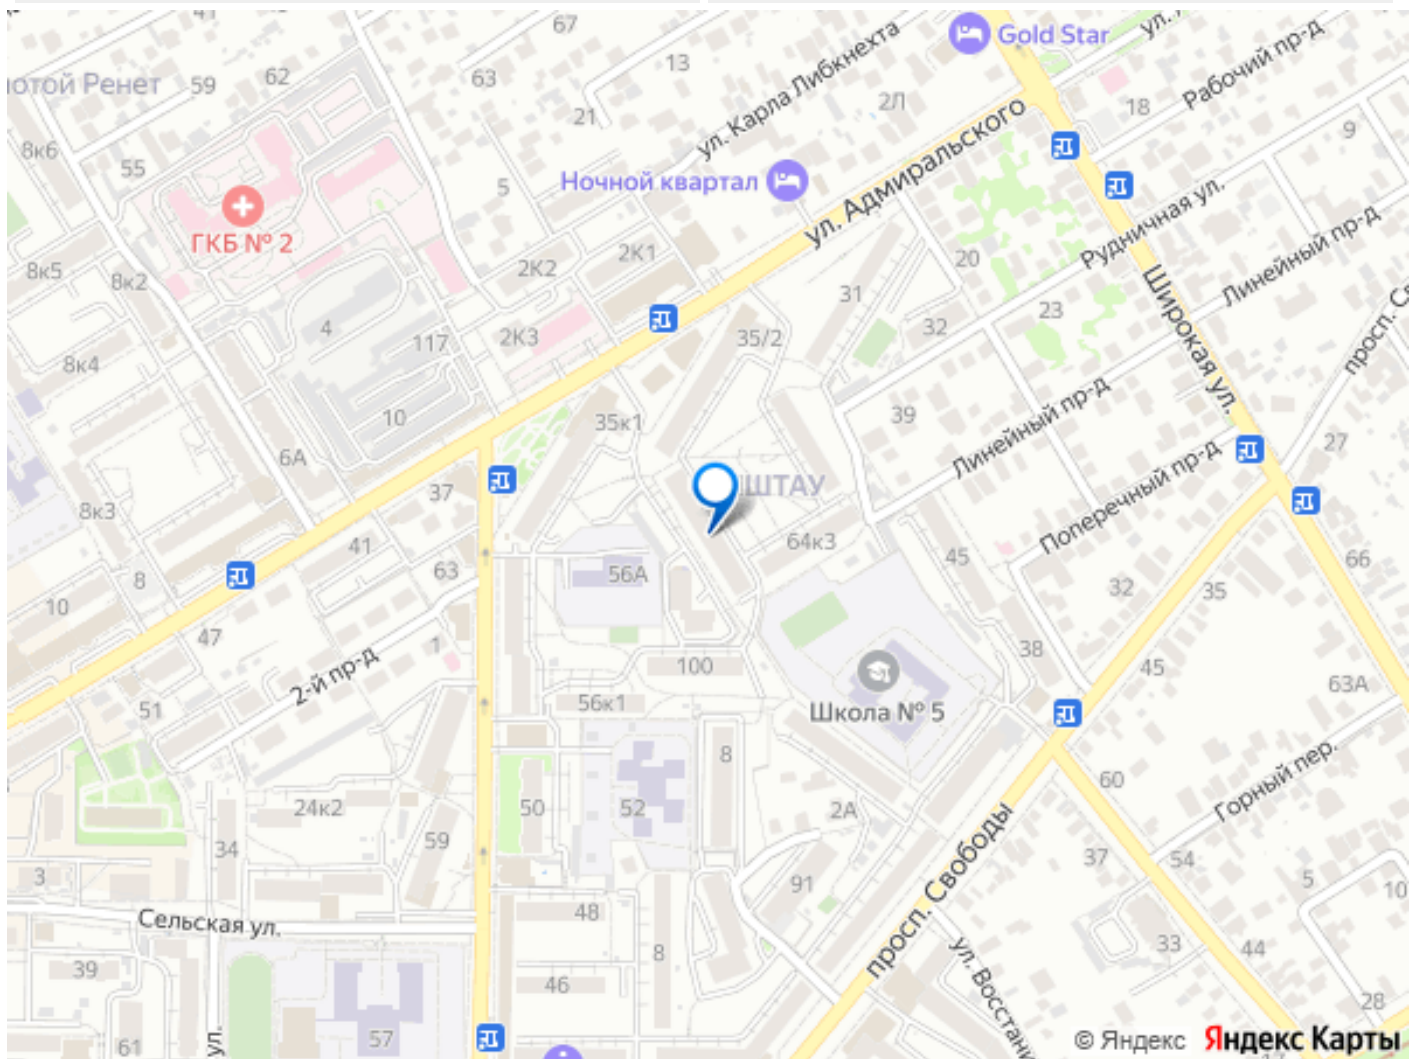 41
67
Gold Star
ул.
Рабочий пр-д
отой Ренет
59
62
63
13
ул. Карла Либкнехта
2Л
18
21
9
8к6
55
5
Ночной квартал
ул. Адмиральского
Рудничная ул.
ГКБ № 2
8к5
8к2
2К2
2К1
20
Линейный пр-д
31
23
Широкая ул.
4
117
2К3
35/2
32
просп. Св
8к4
10
35к1
39
Линейный пр-д
27
6А
37
ШТАУ
Поперечный пр-д
8к3
41
64к3
45
66
8
63
56А
32
35
10
47
1
100
38
45
2-й пр-д
63А
51
56к1
Школа № 5
8
60
Горный пер.
24к2
59
50
52
2А
34
37
54
3
91
просп. Свободы
5
10
Сельская ул.
48
33
44
39
46
8
ул. Восстани
28
57
61
ул.
© Яндекс Яндекс Карты